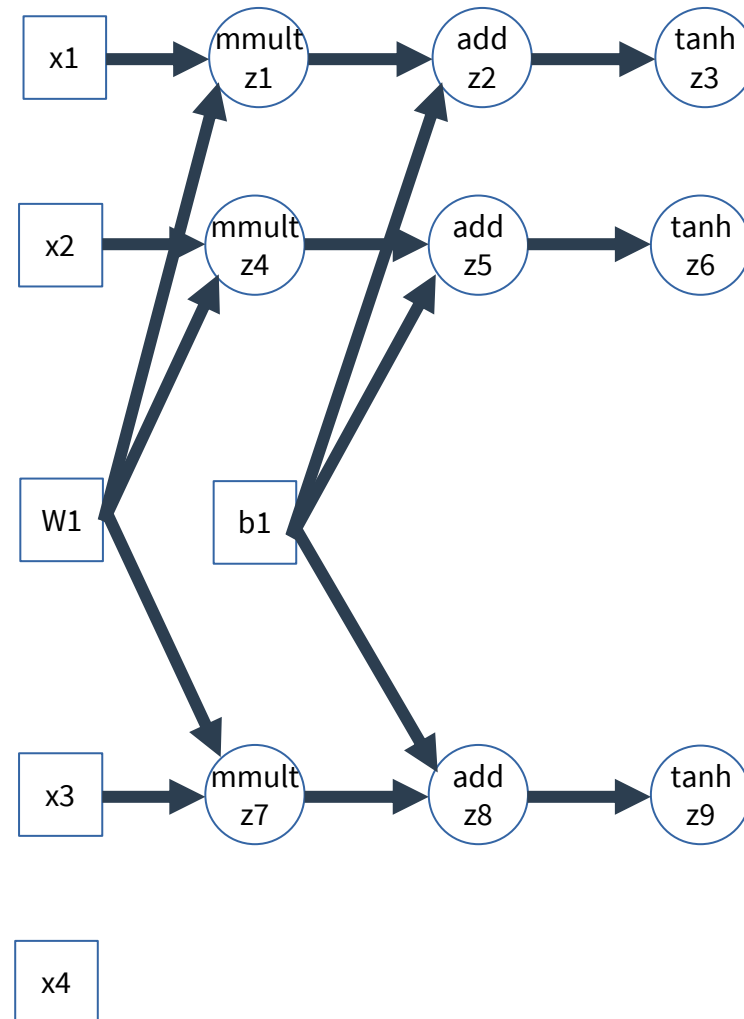 x1
mmult
z1
add
z2
tanh
z3
x2
mmult
z4
add
z5
tanh
z6
W1
b1
x3
mmult
z7
add
z8
tanh
z9
x4